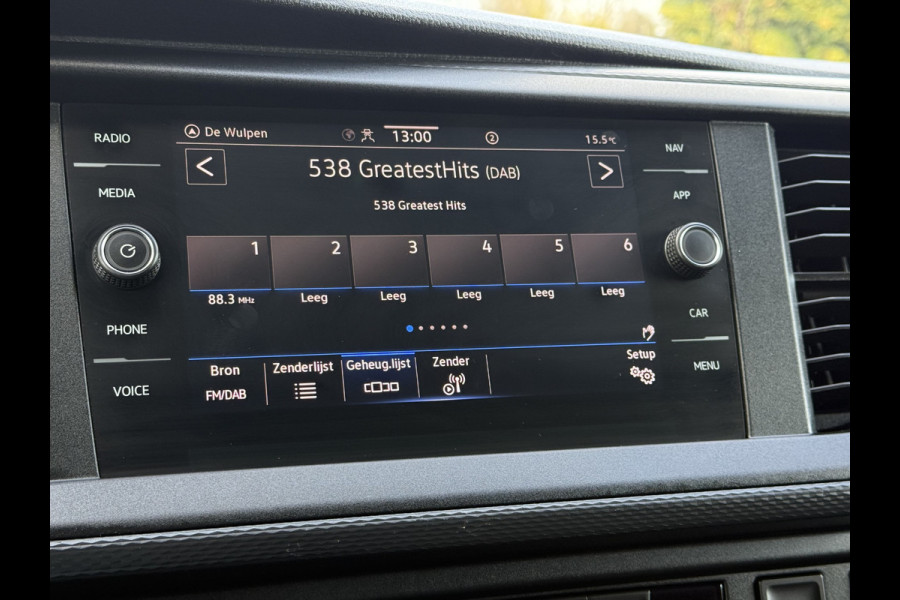 RADIO
MEDIA
PHONE
VOICE
De Wulpen 13:00 2 15.5°C
< 538 GreatestHits (DAB) >
538 Greatest Hits
1 2 3 4 5 6
88.3 MHz Leeg Leeg Leeg Leeg Leeg
Bron Zenderlijst Geheug.lijst Zender Setup
FM/DAB
NAV
APP
CAR
MENU